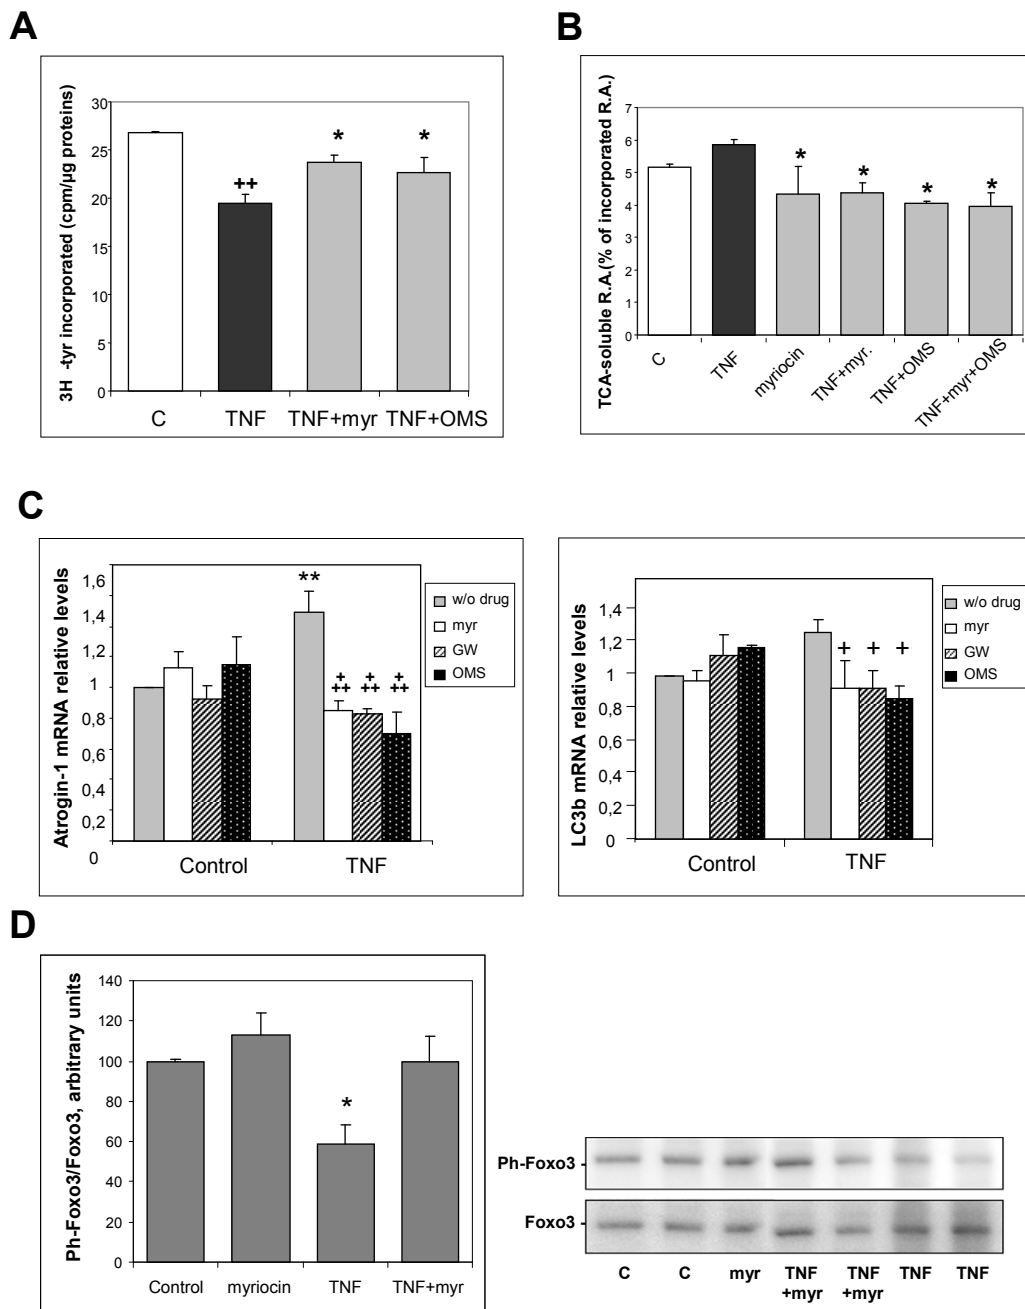 A
3H -tyr incorporated (cpm/µg proteins)
30
25
20
15
10
5
0
++
*
*
C
TNF
TNF+myr
TNF+OMS
B
TCA-soluble R.A.(% of incorporated R.A.)
7
6
5
4
3
2
1
0
*
*
*
*
C
TNF
myriocin
TNF+myr.
TNF+OMS
TNF+myr+OMS
C
Atrogin-1 mRNA relative levels
1,6
1,4
1,2
1
0,8
0,6
0,4
0,2
0
**
+ + +
++ ++ ++
Control
TNF
w/o drug
myr
GW
OMS
LC3b mRNA relative levels
1,4
1,2
1
0,8
0,6
0,4
0,2
0
+ + +
Control
TNF
w/o drug
myr
GW
OMS
D
Ph-Foxo3/Foxo3, arbitrary units
140
120
100
80
60
40
20
0
*
Control
myriocin
TNF
TNF+myr
Ph-Foxo3 -
Foxo3 -
C C myr TNF TNF TNF TNF
+myr +myr